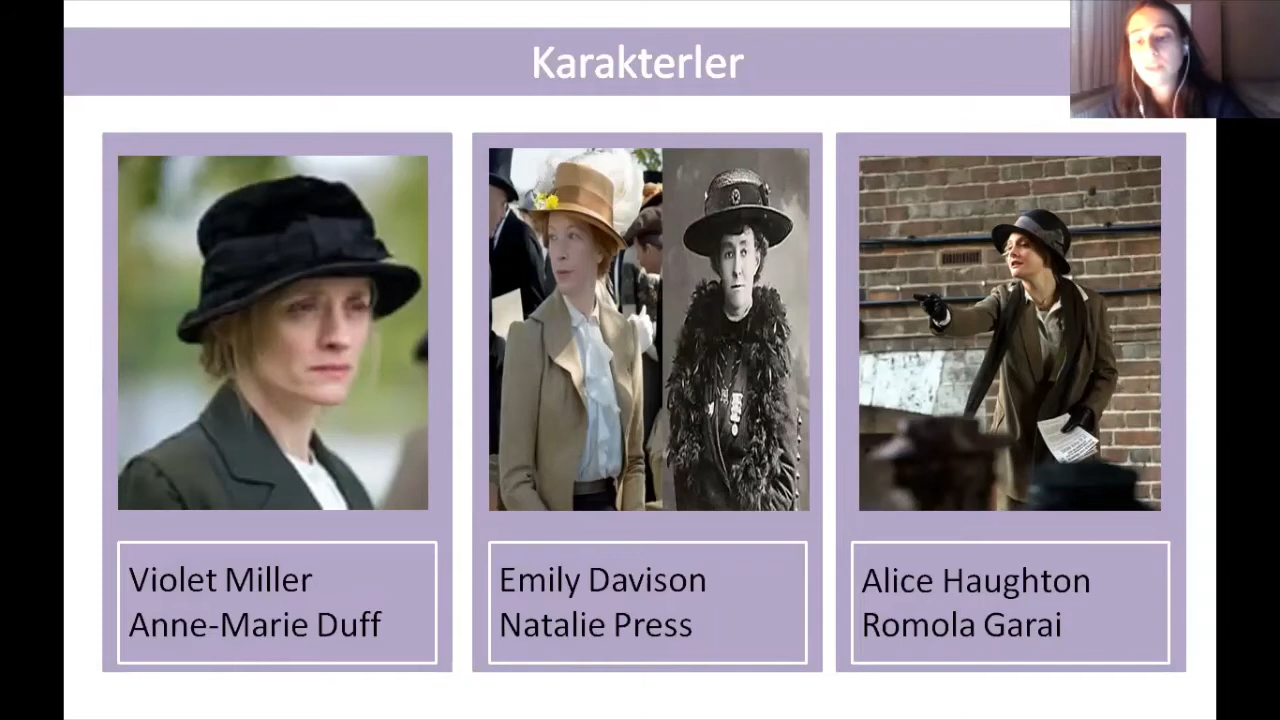 Karakterler
Violet Miller
Anne-Marie Duff
Emily Davison
Natalie Press
Alice Haughton
Romola Garai